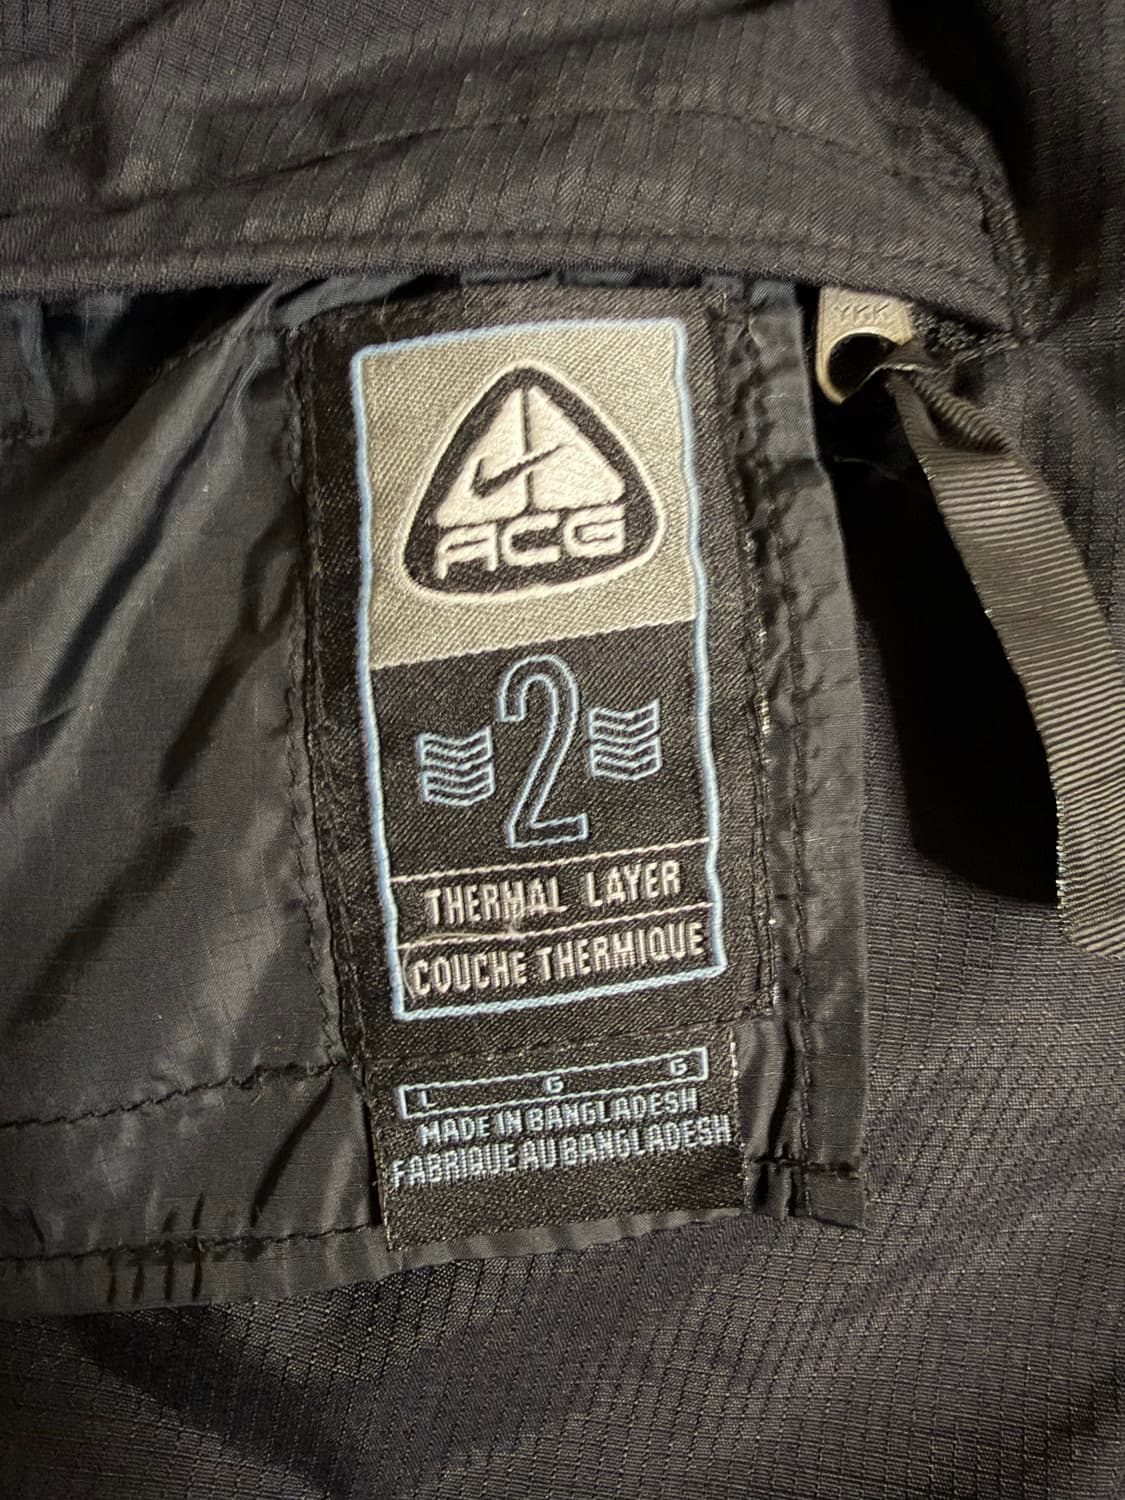 YKK
ACG
2
THERMAL LAYER
COUCHE THERMIQUE
L G G
MADE IN BANGLADESH
FABRIQUE AU BANGLADESH